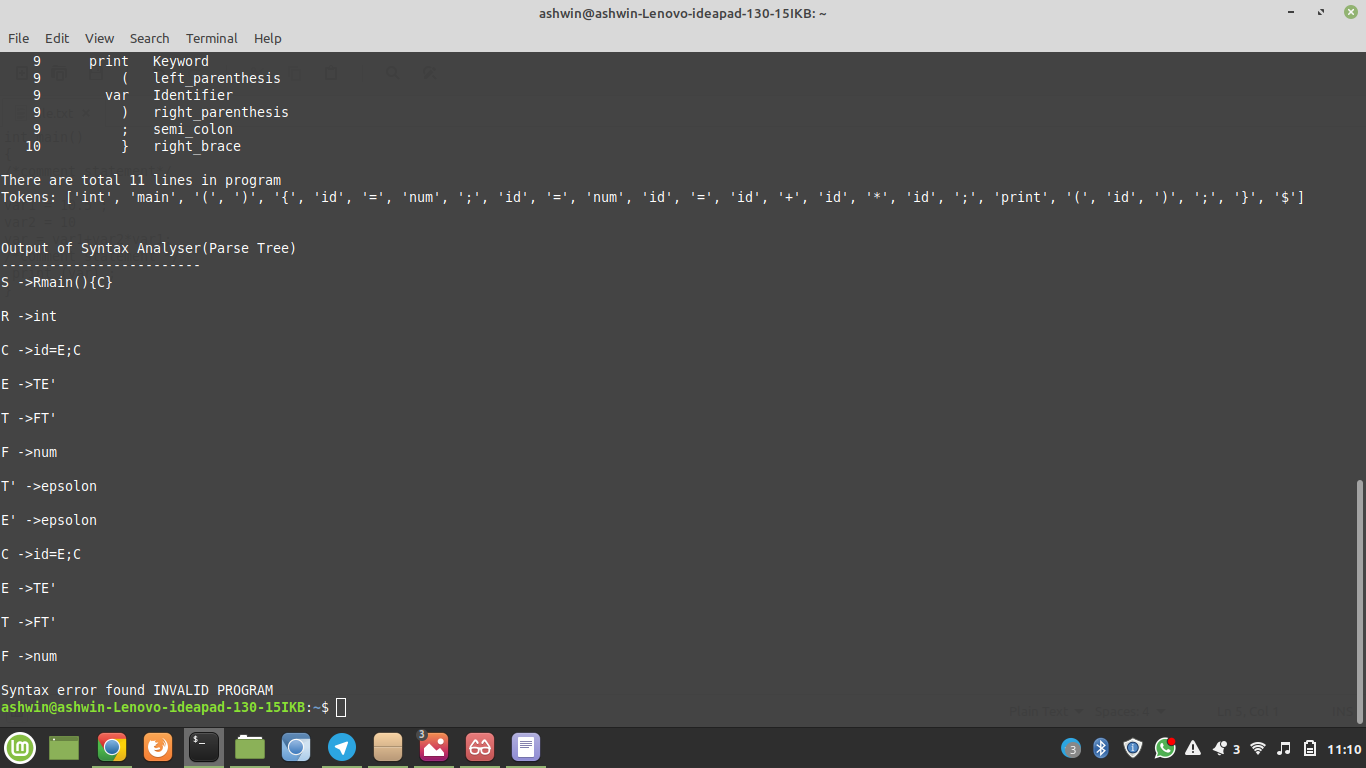 ashwin@ashwin-Lenovo-ideapad-130-15IKB: ~
File Edit View Search Terminal Help
9 print Keyword
9 ( left_parenthesis
9 var Identifier
9 ) right_parenthesis
9 ; semi_colon
10 } right_brace
There are total 11 lines in program
Tokens: ['int', 'main', '(', ')', '{', 'id', '=', 'num', ';', 'id', '=', 'num', 'id', '=', 'id', '+', 'id', '*', 'id', ';', 'print', '(', 'id', ')', ';', '}', '$']
Output of Syntax Analyser(Parse Tree)
-------------------------
S ->Rmain(){C}
R ->int
C ->id=E;C
E ->TE'
T ->FT'
F ->num
T' ->epsolon
E' ->epsolon
C ->id=E;C
E ->TE'
T ->FT'
F ->num
Syntax error found INVALID PROGRAM
ashwin@ashwin-Lenovo-ideapad-130-15IKB:~$
3
3
3
11:10